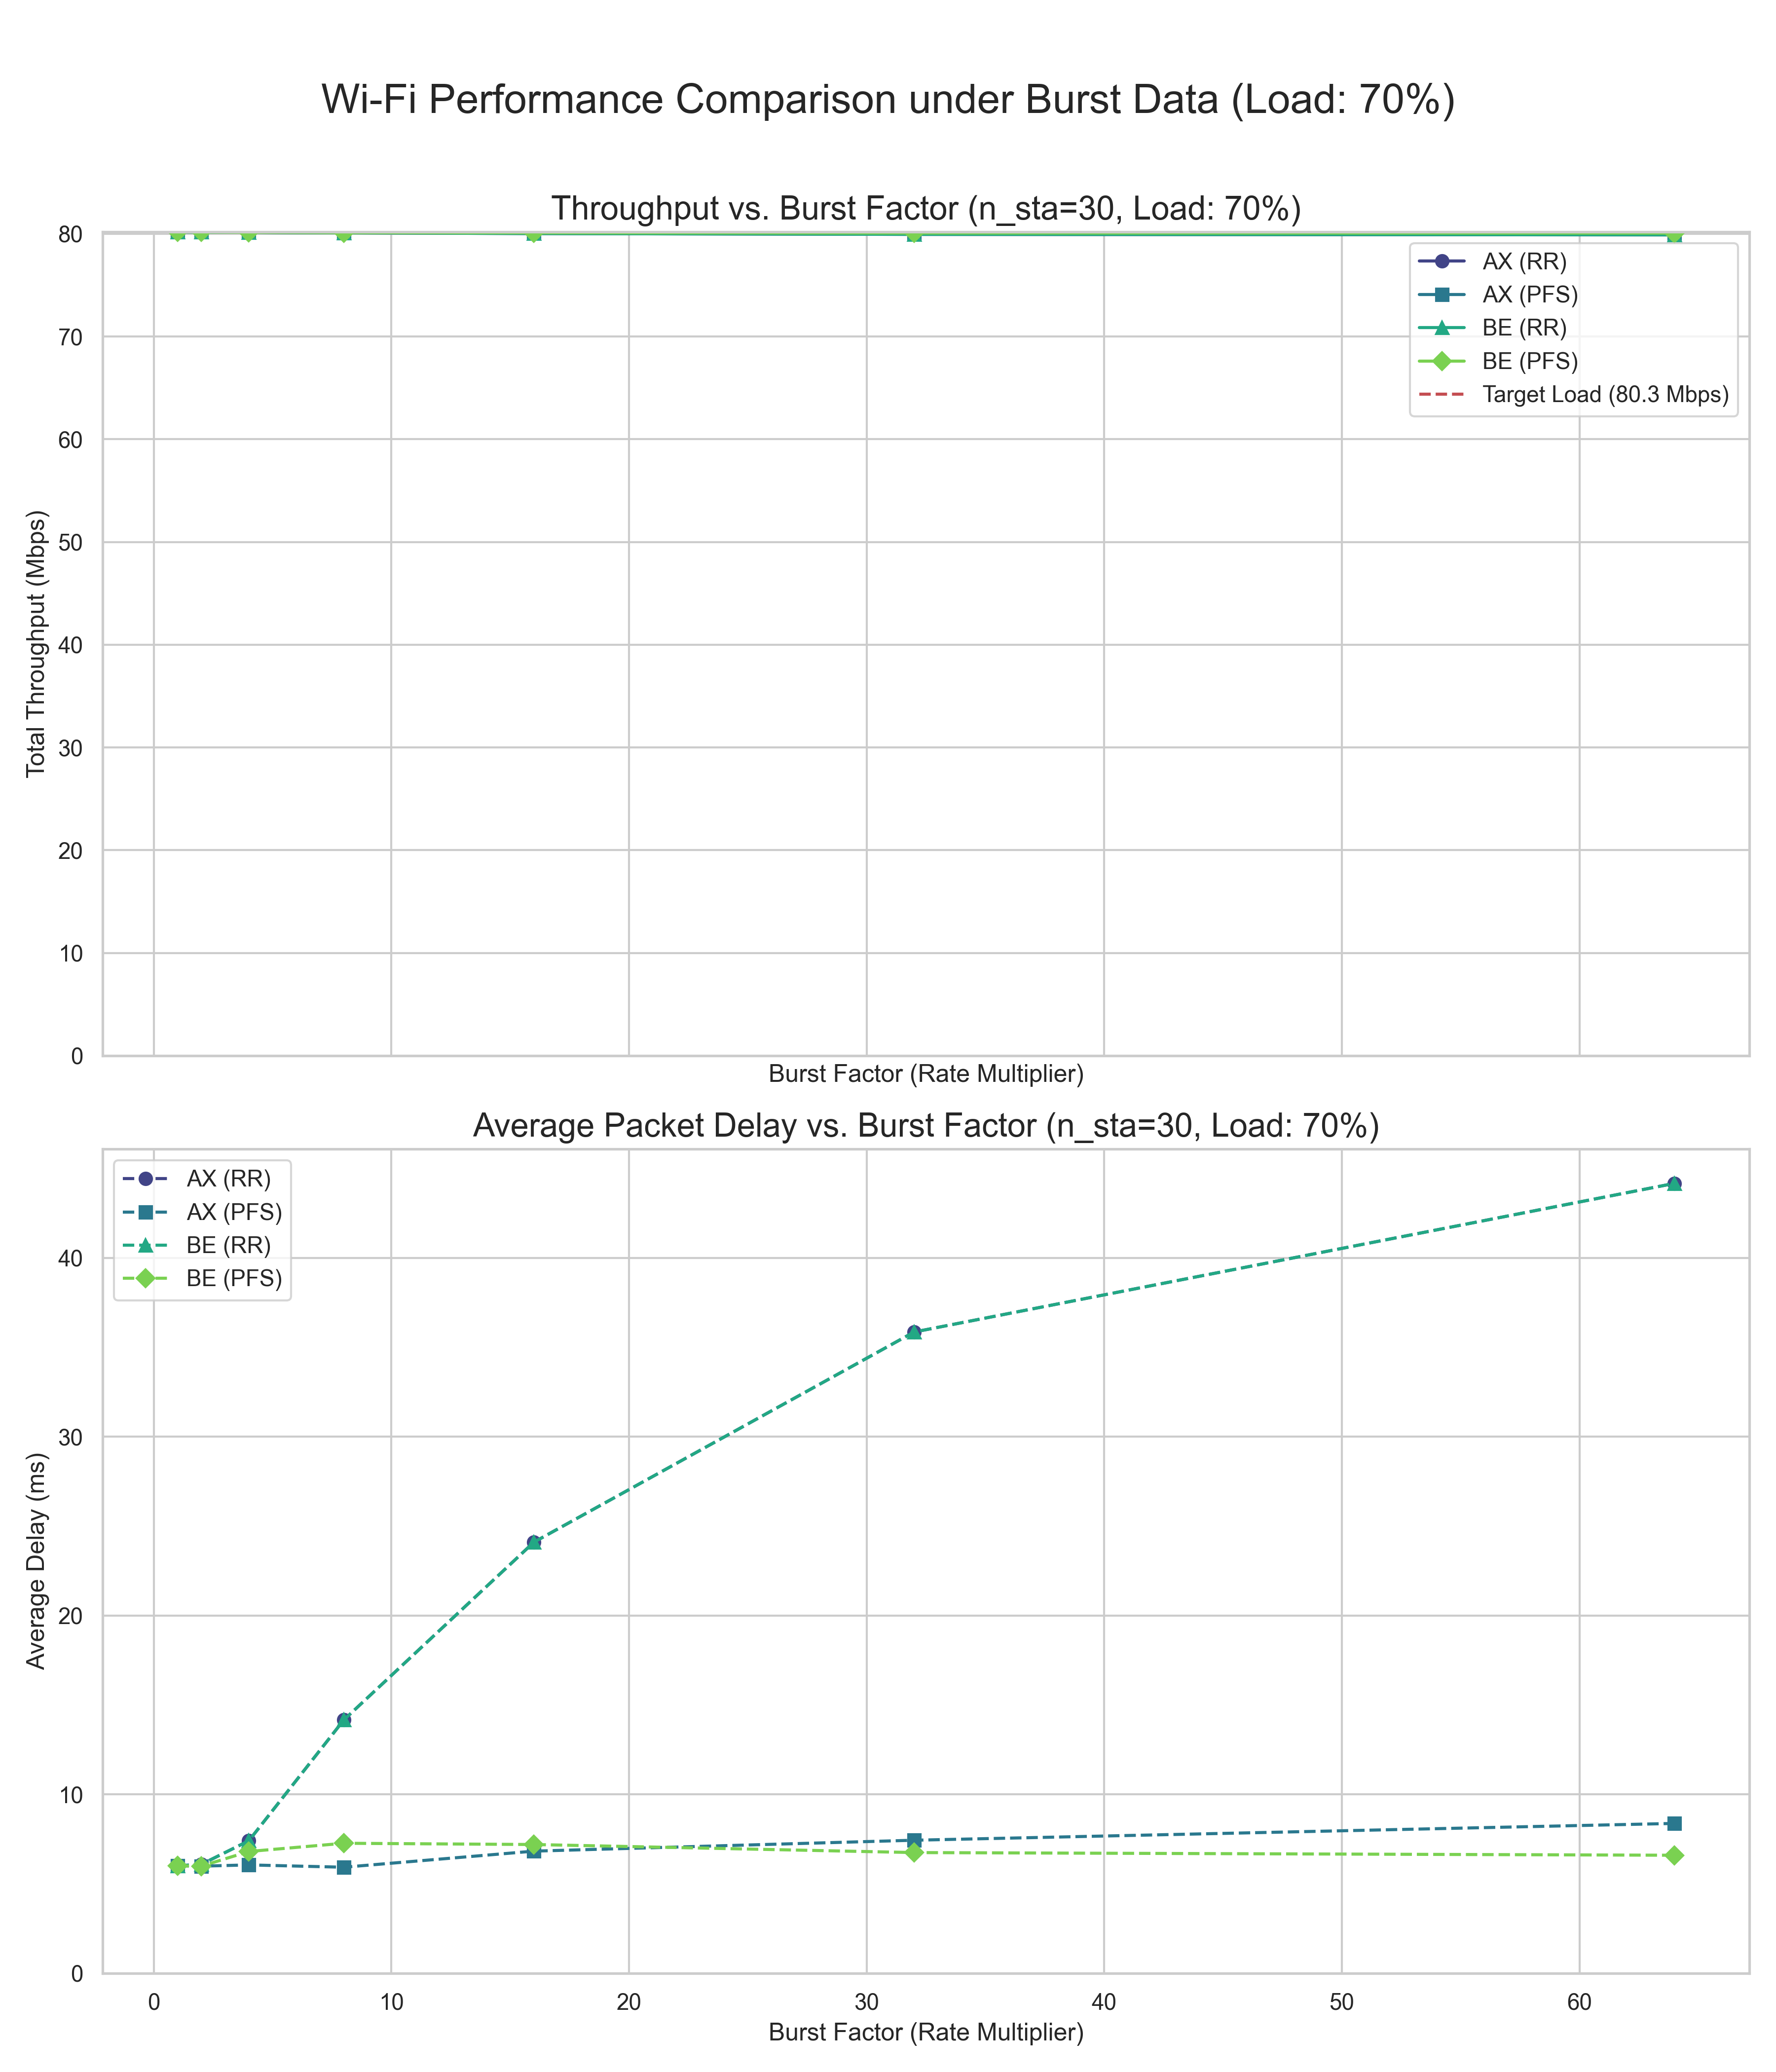 Wi-Fi Performance Comparison under Burst Data (Load: 70%)
Throughput vs. Burst Factor (n_sta=30, Load: 70%)
80
70
60
50
40
30
20
10
0
Total Throughput (Mbps)
AX (RR)
AX (PFS)
BE (RR)
BE (PFS)
Target Load (80.3 Mbps)
Burst Factor (Rate Multiplier)
Average Packet Delay vs. Burst Factor (n_sta=30, Load: 70%)
AX (RR)
AX (PFS)
BE (RR)
BE (PFS)
40
30
20
10
0
Average Delay (ms)
0 10 20 30 40 50 60
Burst Factor (Rate Multiplier)